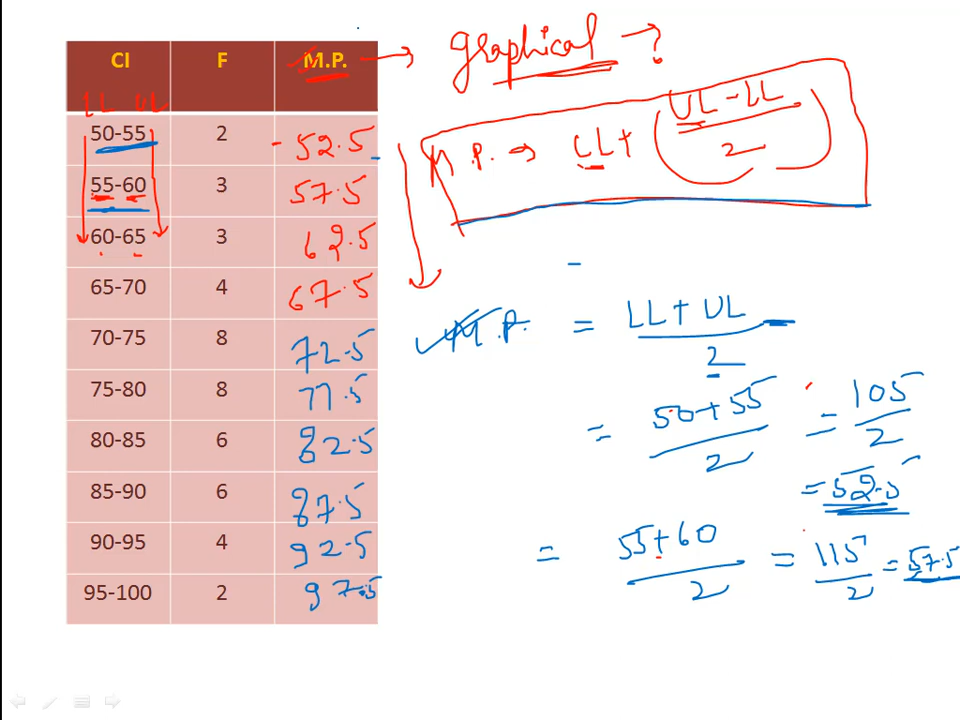 CI F M.P. → graphical → ?
LL UL
50-55 2 - 52.5
55-60 3 57.5
60-65 3 62.5
65-70 4 67.5
70-75 8 72.5
75-80 8 77.5
80-85 6 82.5
85-90 6 87.5
90-95 4 92.5
95-100 2 97.5
M.P. → LL + (UL - LL / 2)
M.P. = LL + UL / 2
= 50 + 55 / 2 = 105 / 2
= 52.5
= 55 + 60 / 2 = 115 / 2 = 57.5